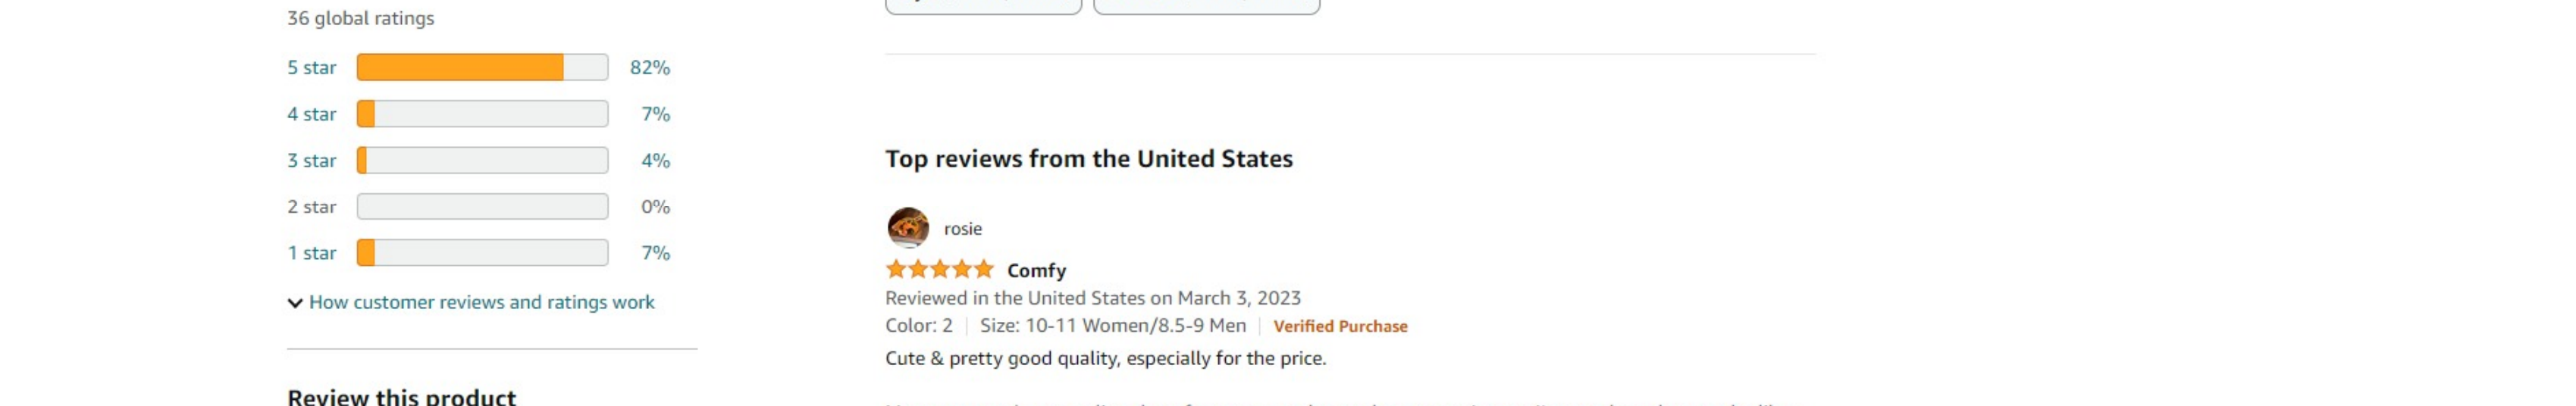 36 global ratings
5 star 82%
4 star 7%
3 star 4%
2 star 0%
1 star 7%
How customer reviews and ratings work
Review this product
Top reviews from the United States
rosie
Comfy
Reviewed in the United States on March 3, 2023
Color: 2 | Size: 10-11 Women/8.5-9 Men | Verified Purchase
Cute & pretty good quality, especially for the price.